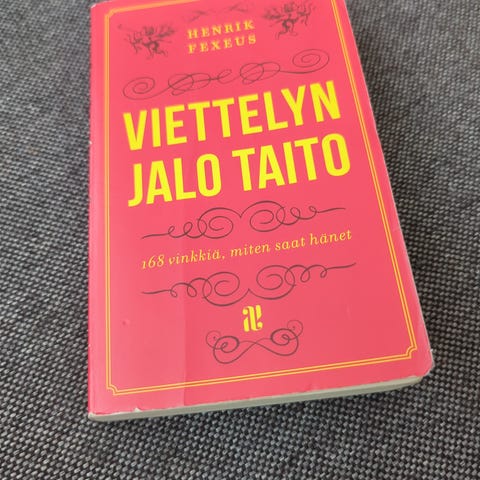 HENRIK
FEXEUS
VIETTELYN
JALO TAITO
168 vinkkiä, miten saat hänet